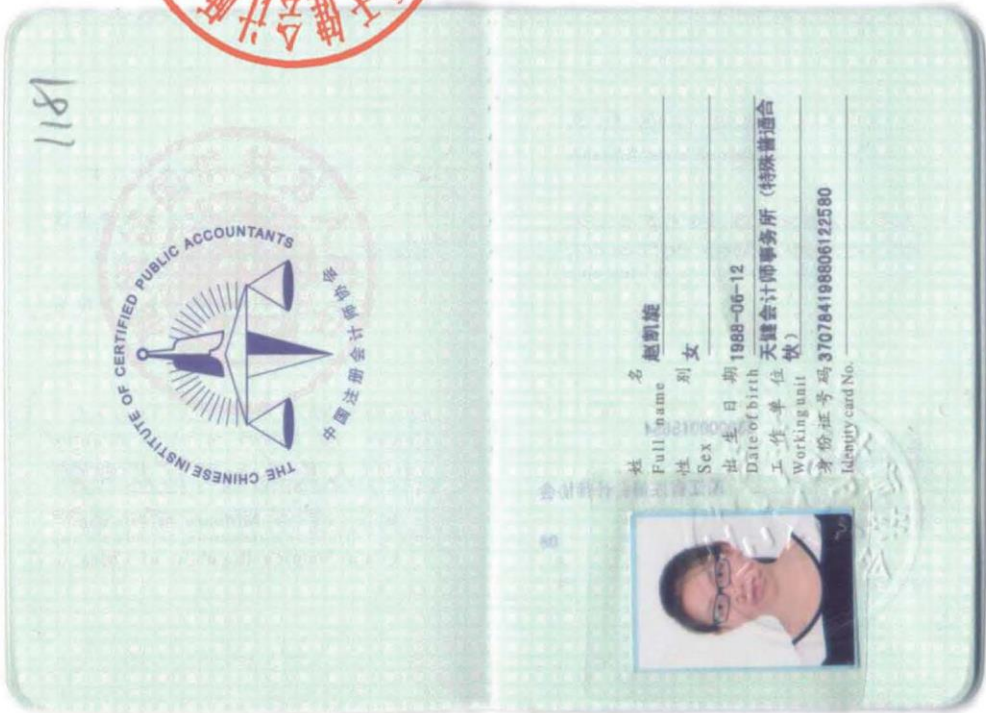 1181
THE CHINESE INSTITUTE OF CERTIFIED PUBLIC ACCOUNTANTS
中国注册会计师协会
姓 名 赵凯旋
Full name
性 别 女
Sex
出 生 日 期 1988-06-12
Date of birth
工 作 单 位 天健会计师事务所（特殊普通合
Working unit 伙）
身 份 证 号 码 370784198806122580
Identity card No.